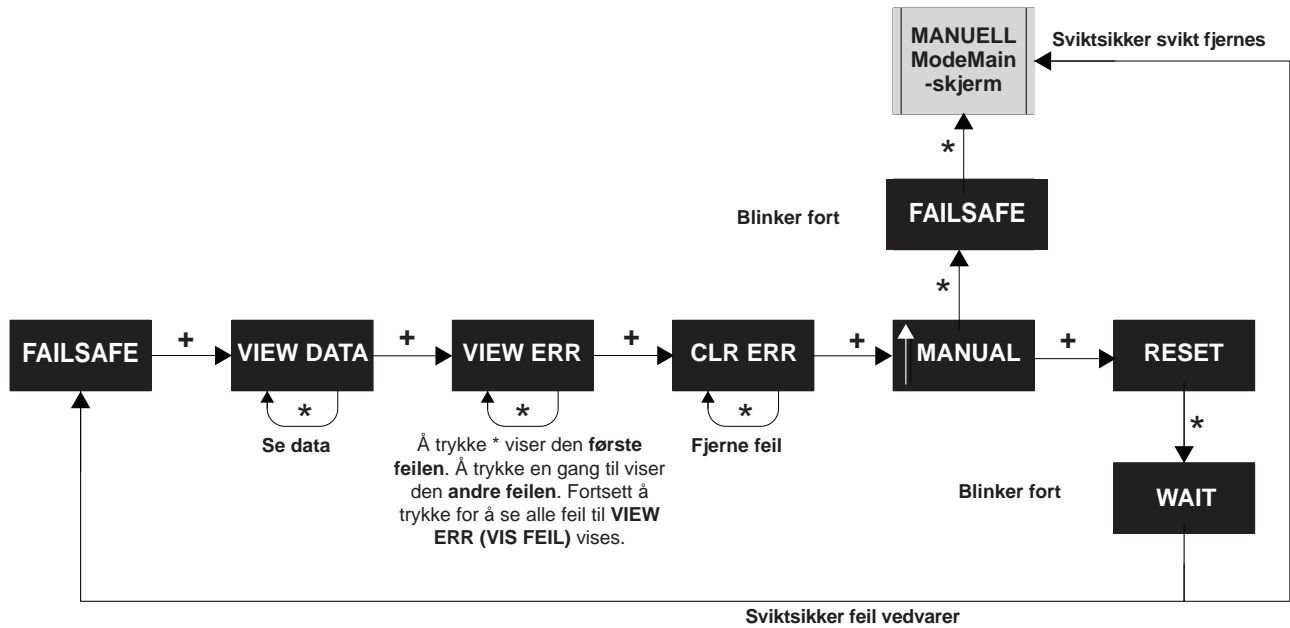 MANUELL
ModeMain
-skjerm
Sviktsikker svikt fjernes
*
Blinker fort
FAILSAFE
*
FAILSAFE
+
VIEW DATA
+
VIEW ERR
+
CLR ERR
+
MANUAL
+
RESET
*
Se data
*
Å trykke * viser den første
feilen. Å trykke en gang til viser
den andre feilen. Fortsett å
trykke for å se alle feil til VIEW
ERR (VIS FEIL) vises.
*
Fjerne feil
*
Blinker fort
WAIT
Sviktsikker feil vedvarer